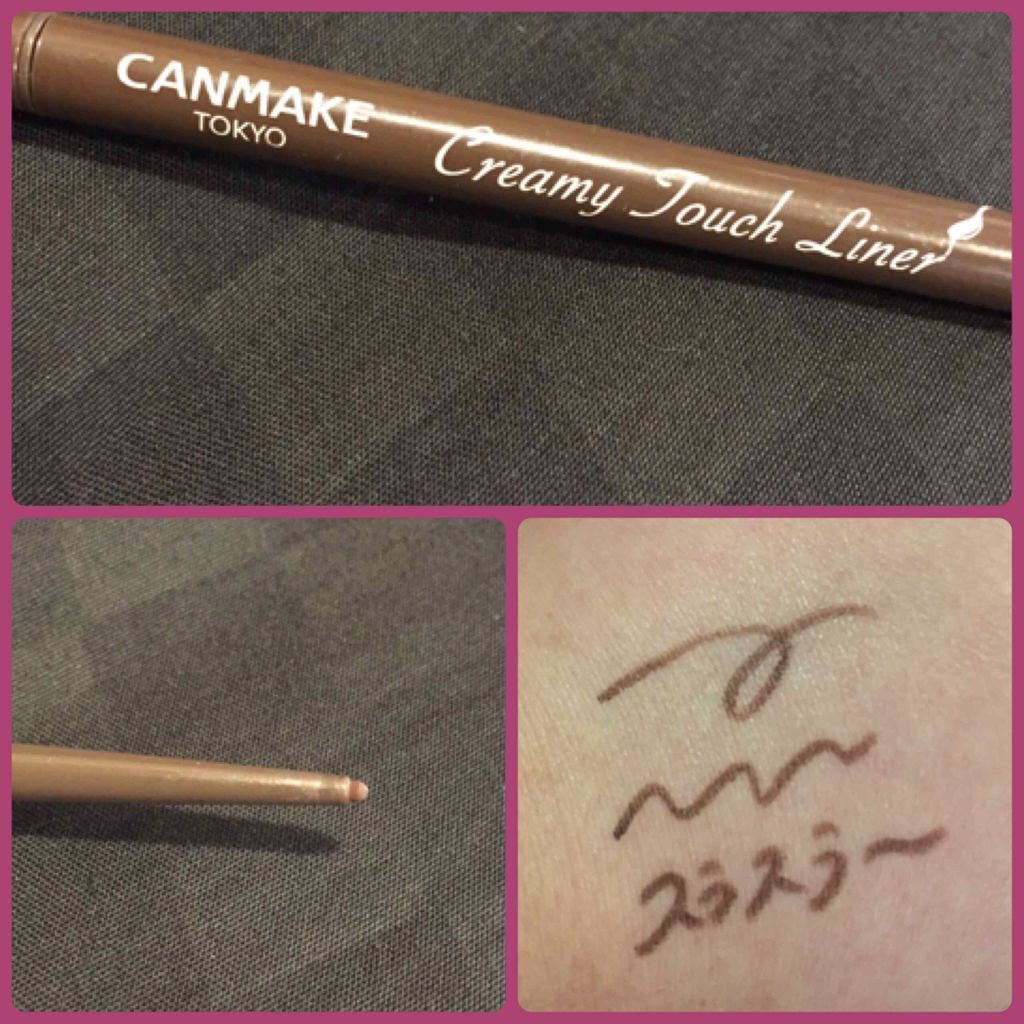 CANMAKE
TOKYO
Creamy Touch Liner
スラスラ〜